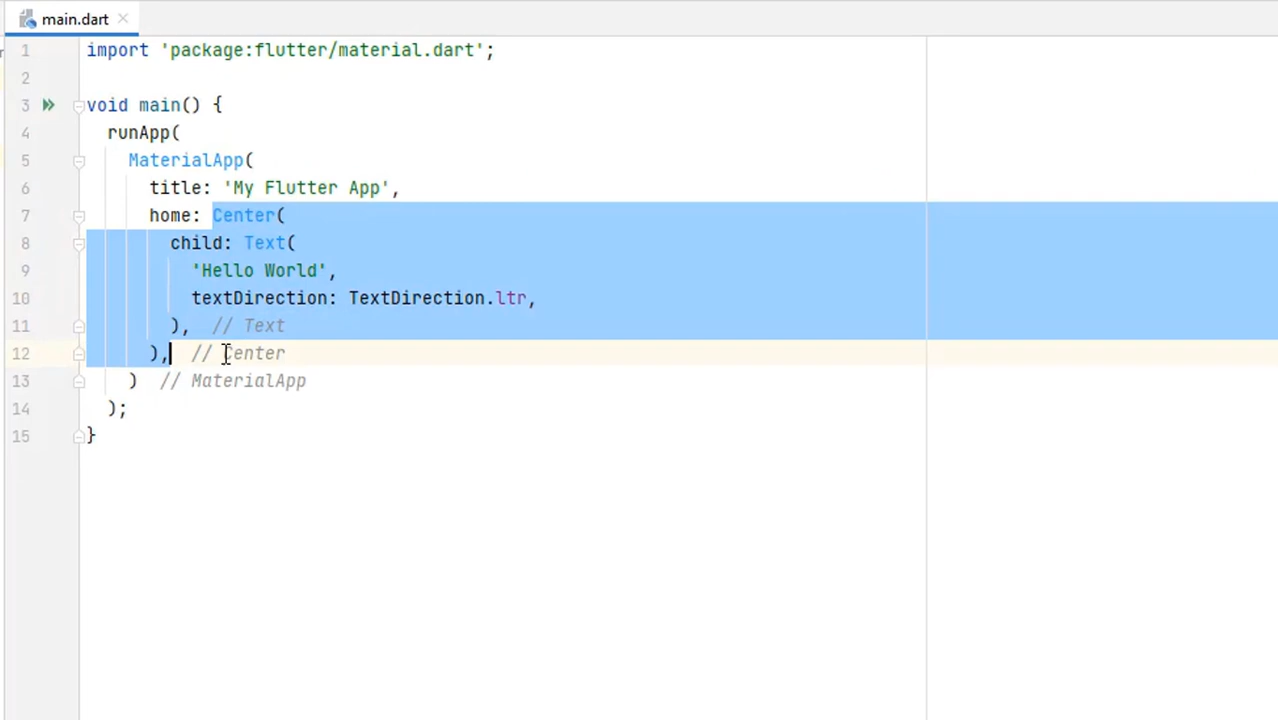 main.dart
1 import 'package:flutter/material.dart';
2
3 void main() {
4 runApp(
5 MaterialApp(
6 title: 'My Flutter App',
7 home: Center(
8 child: Text(
9 'Hello World',
10 textDirection: TextDirection.ltr,
11 ), // Text
12 ), // Center
13 ) // MaterialApp
14 );
15 }